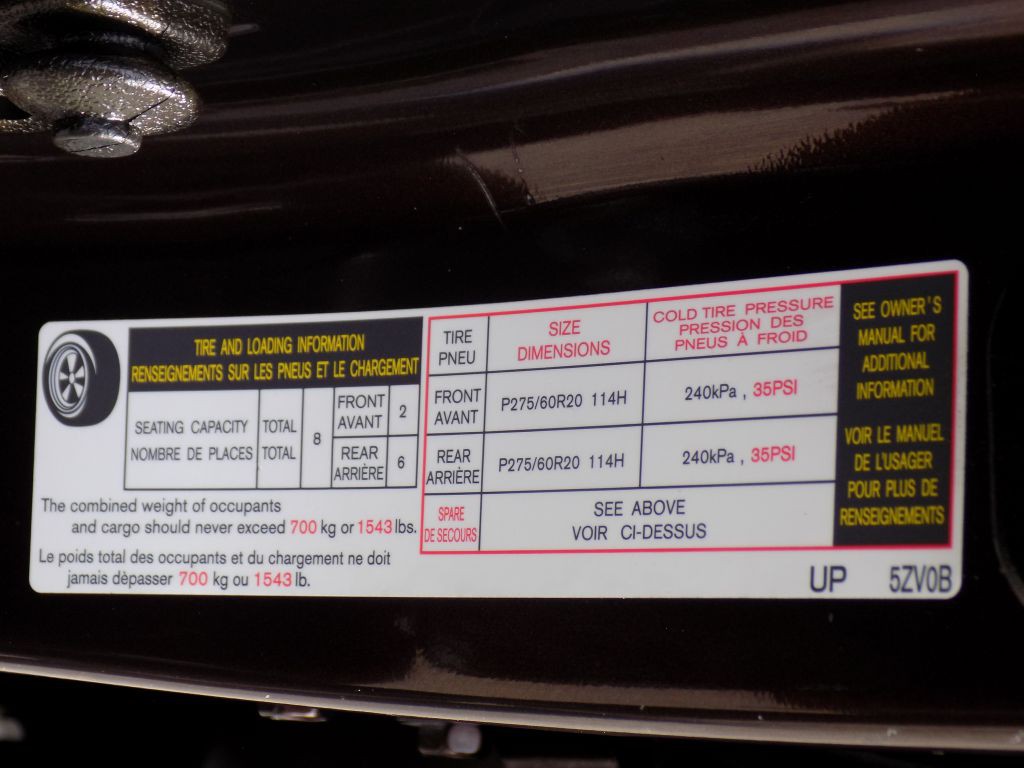 TIRE AND LOADING INFORMATION
RENSEIGNEMENTS SUR LES PNEUS ET LE CHARGEMENT
SEATING CAPACITY
NOMBRE DE PLACES
TOTAL
TOTAL
8
FRONT
AVANT
2
REAR
ARRIÈRE
6
The combined weight of occupants
and cargo should never exceed 700 kg or 1543 lbs.
Le poids total des occupants et du chargement ne doit
jamais dèpasser 700 kg ou 1543 lb.
TIRE
PNEU
SIZE
DIMENSIONS
COLD TIRE PRESSURE
PRESSION DES
PNEUS À FROID
FRONT
AVANT
P275/60R20 114H
240kPa , 35PSI
REAR
ARRIÈRE
P275/60R20 114H
240kPa , 35PSI
SPARE
DE SECOURS
SEE ABOVE
VOIR CI-DESSUS
SEE OWNER'S
MANUAL FOR
ADDITIONAL
INFORMATION
VOIR LE MANUEL
DE L'USAGER
POUR PLUS DE
RENSEIGNEMENTS
UP 5ZV0B